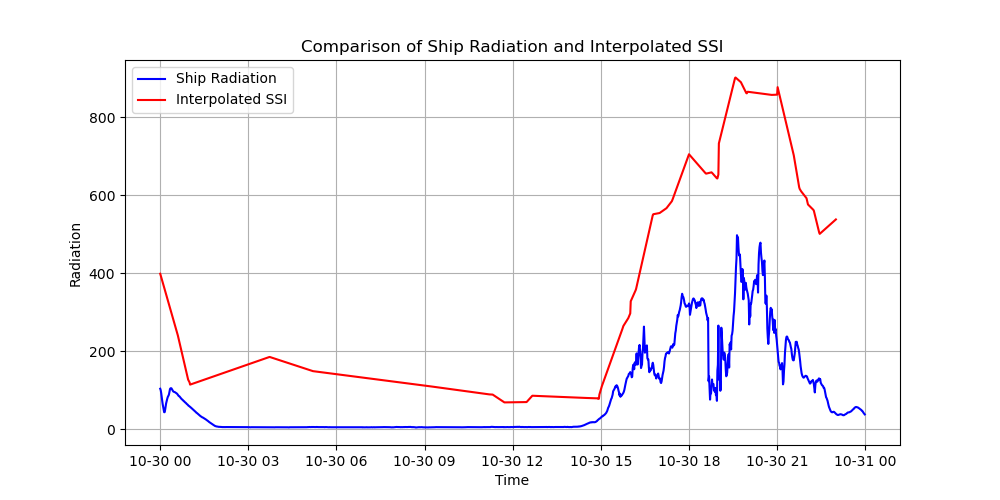 Comparison of Ship Radiation and Interpolated SSI
Ship Radiation
Interpolated SSI
Radiation
800
600
400
200
0
10-30 00 10-30 03 10-30 06 10-30 09 10-30 12 10-30 15 10-30 18 10-30 21 10-31 00
Time